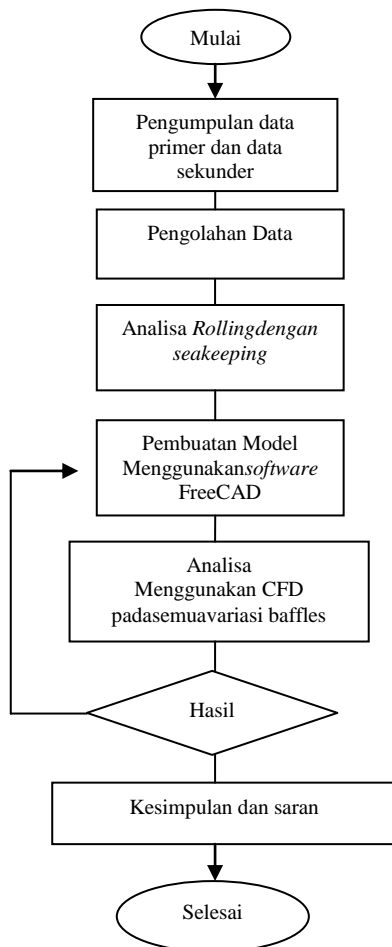 Mulai
Pengumpulan data
primer dan data
sekunder
Pengolahan Data
Analisa Rollingdengan
seakeeping
Pembuatan Model
Menggunakansoftware
FreeCAD
Analisa
Menggunakan CFD
padasemuavariasi baffles
Hasil
Kesimpulan dan saran
Selesai